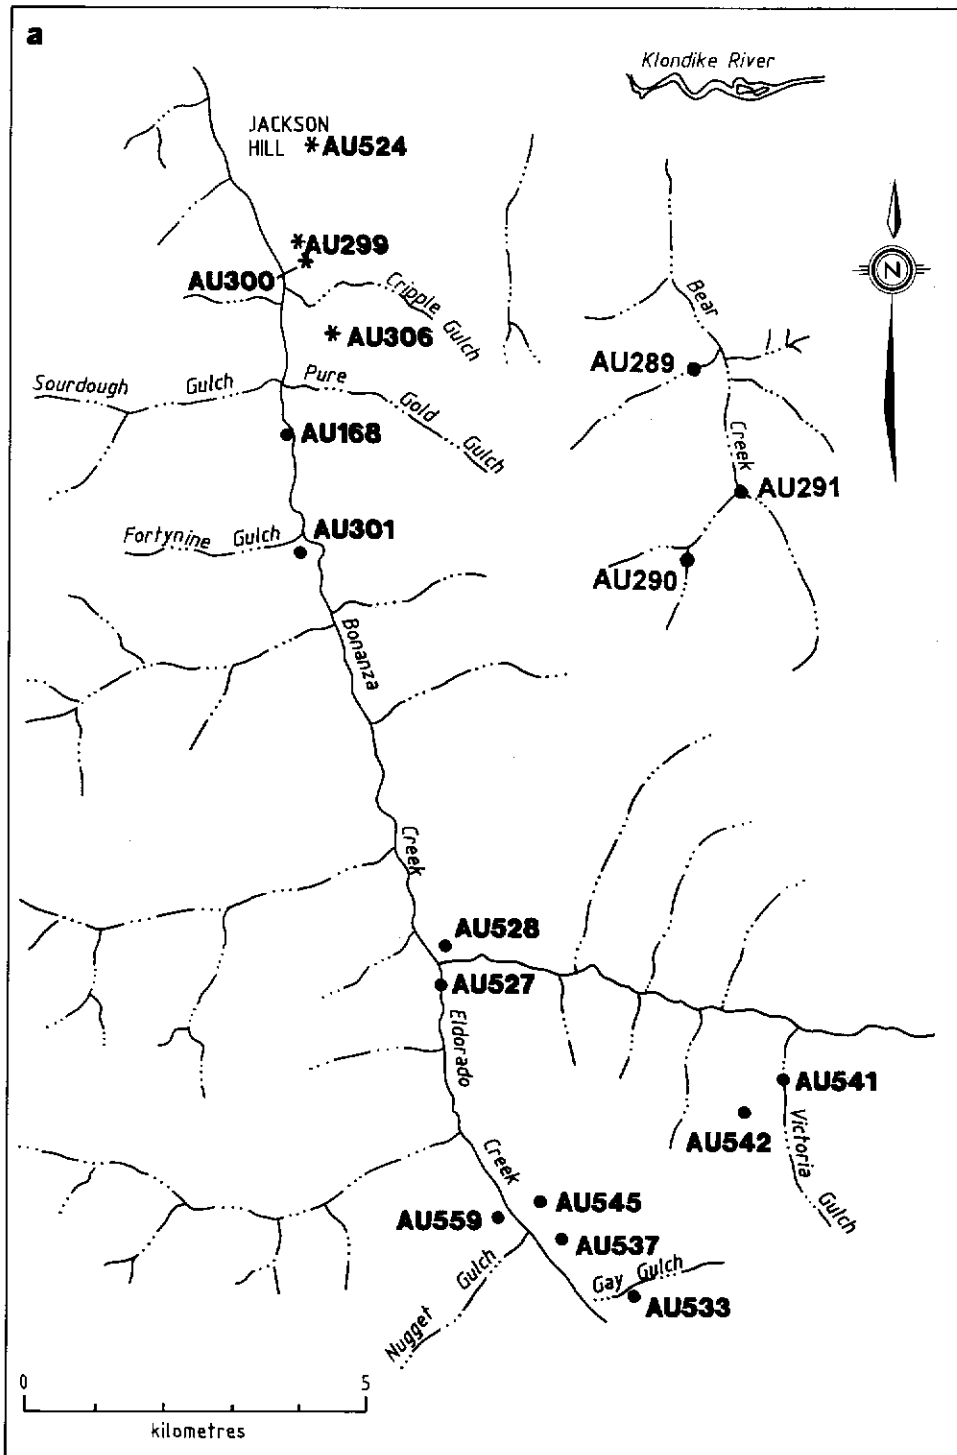 a
Klondike River
JACKSON
HILL *AU524
*AU299
AU300 *
Cripple Gulch
*AU306
Bear Creek
AU289
Sourdough Gulch
Pure Gold Gulch
AU168
AU291
Fortynine Gulch
AU301
AU290
Bonanza Creek
AU528
AU527
Eldorado Creek
AU541
AU542
Victoria Gulch
AU545
AU559
AU537
Gay Gulch
AU533
Nugget Gulch
N
0 5
kilometres